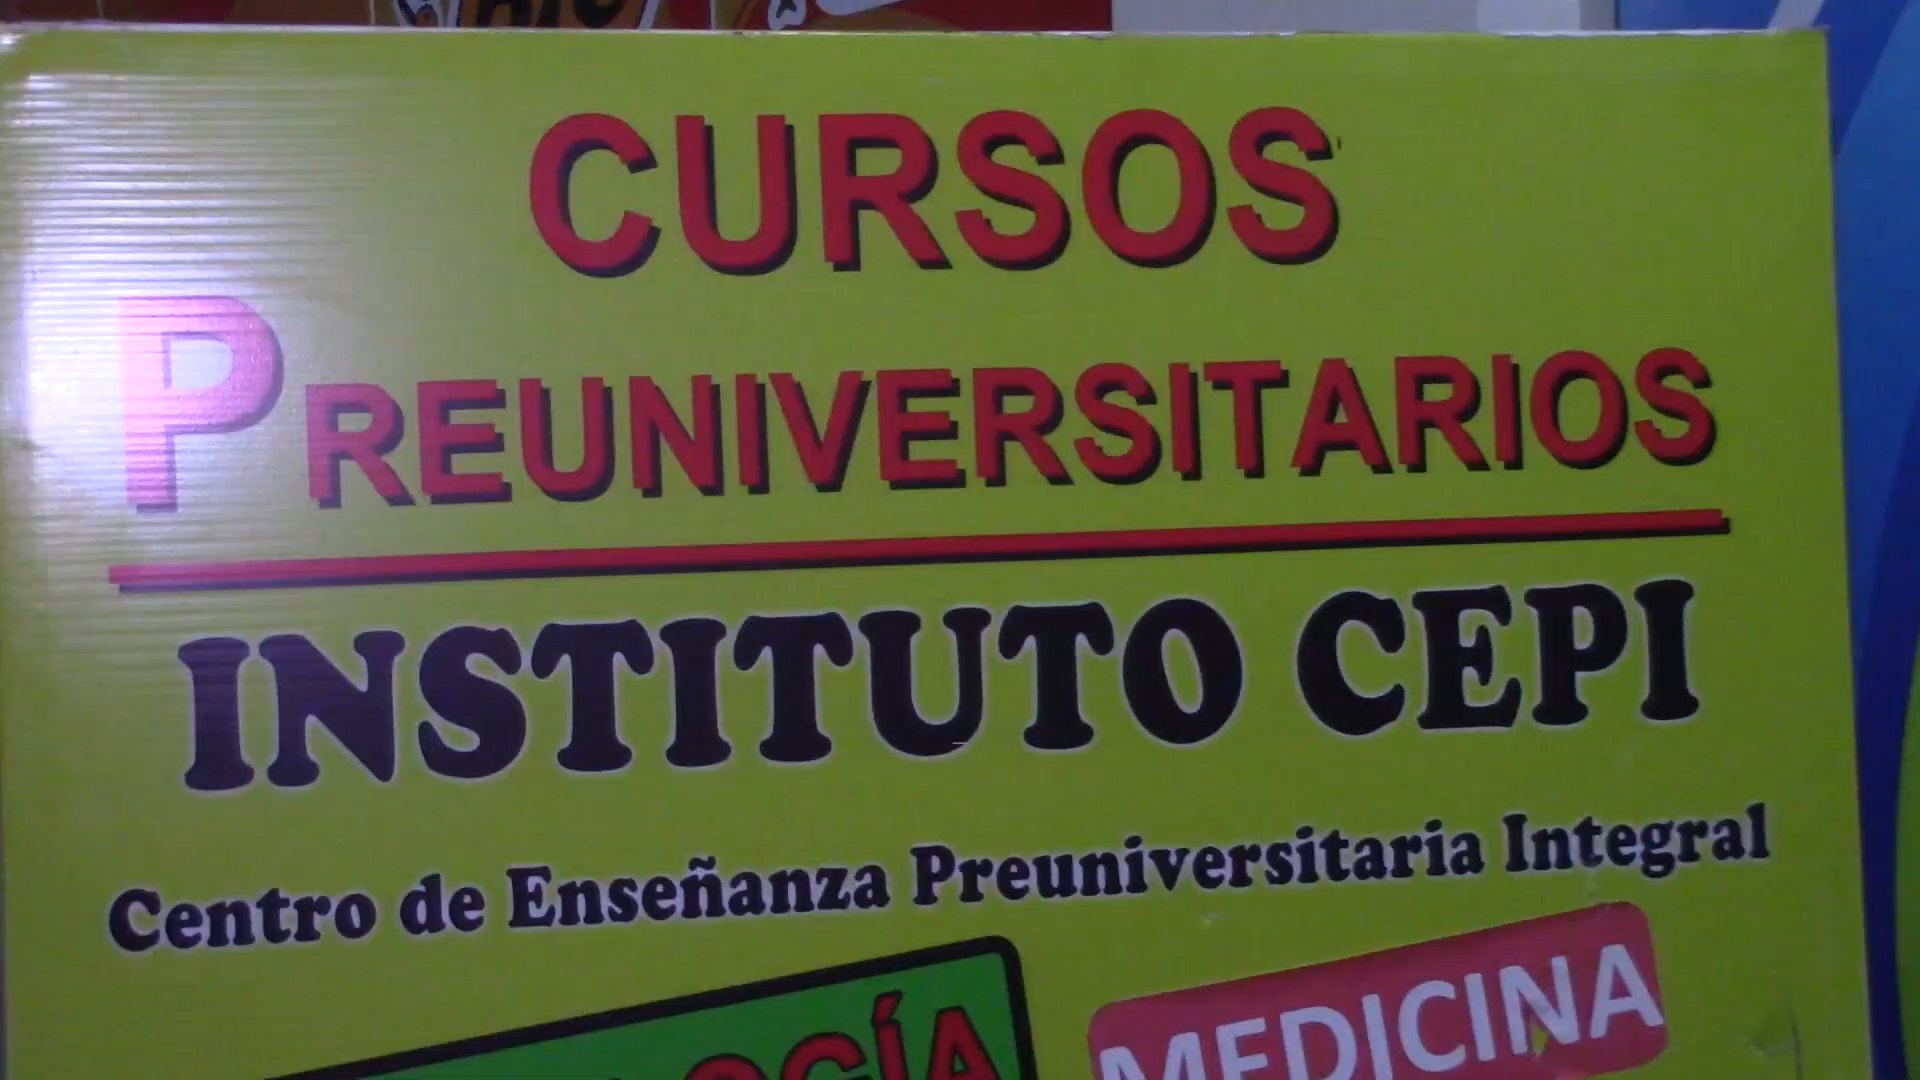 CURSOS
PREUNIVERSITARIOS
INSTITUTO CEPI
Centro de Enseñanza Preuniversitaria Integral
MEDICINA